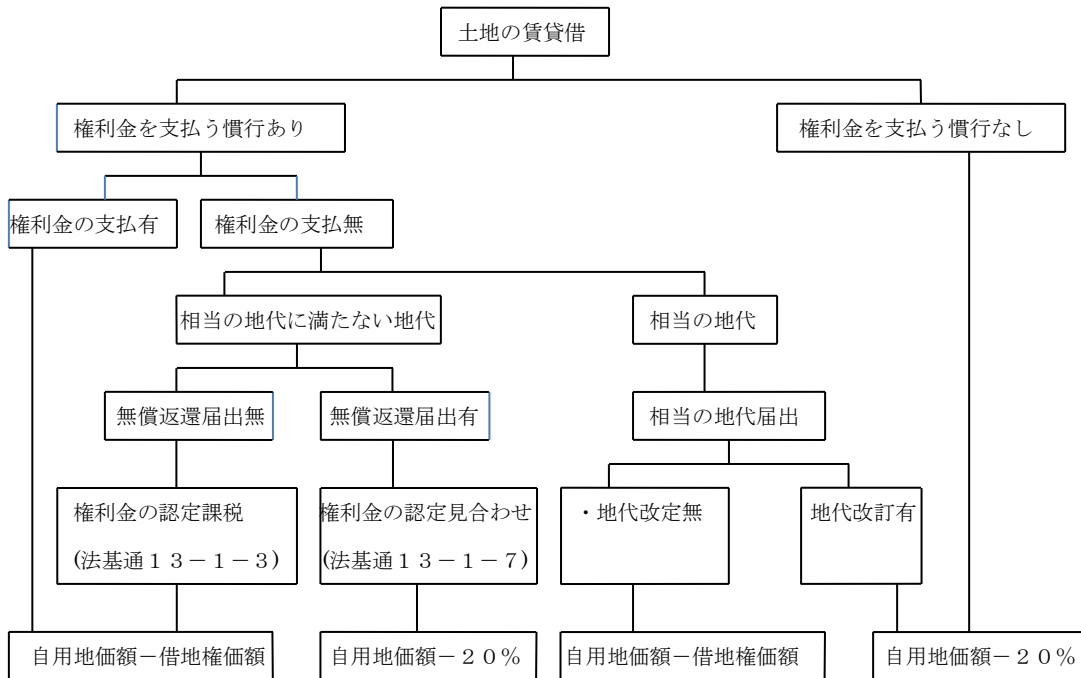 土地の賃貸借
権利金を支払う慣行あり
権利金を支払う慣行なし
権利金の支払有
権利金の支払無
相当の地代に満たない地代
相当の地代
無償返還届出無
無償返還届出有
相当の地代届出
権利金の認定課税
(法基通１３－１－３)
権利金の認定見合わせ
(法基通１３－１－７)
・地代改定無
地代改訂有
自用地価額－借地権価額
自用地価額－２０％
自用地価額－借地権価額
自用地価額－２０％